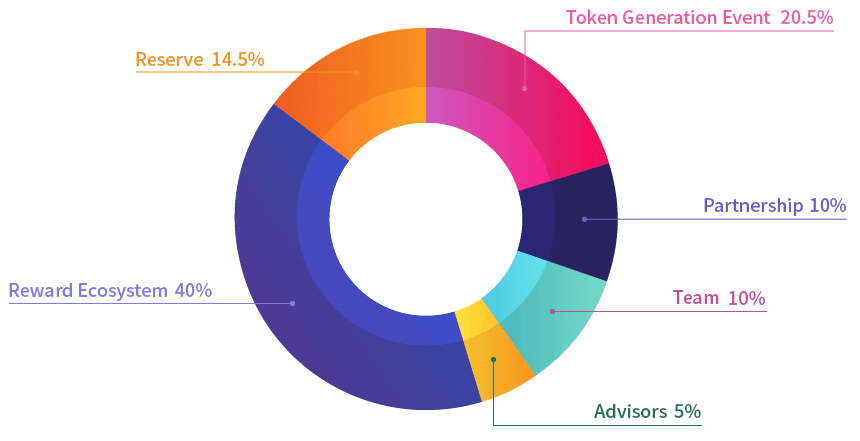 Token Generation Event 20.5%
Reserve 14.5%
Partnership 10%
Reward Ecosystem 40%
Team 10%
Advisors 5%